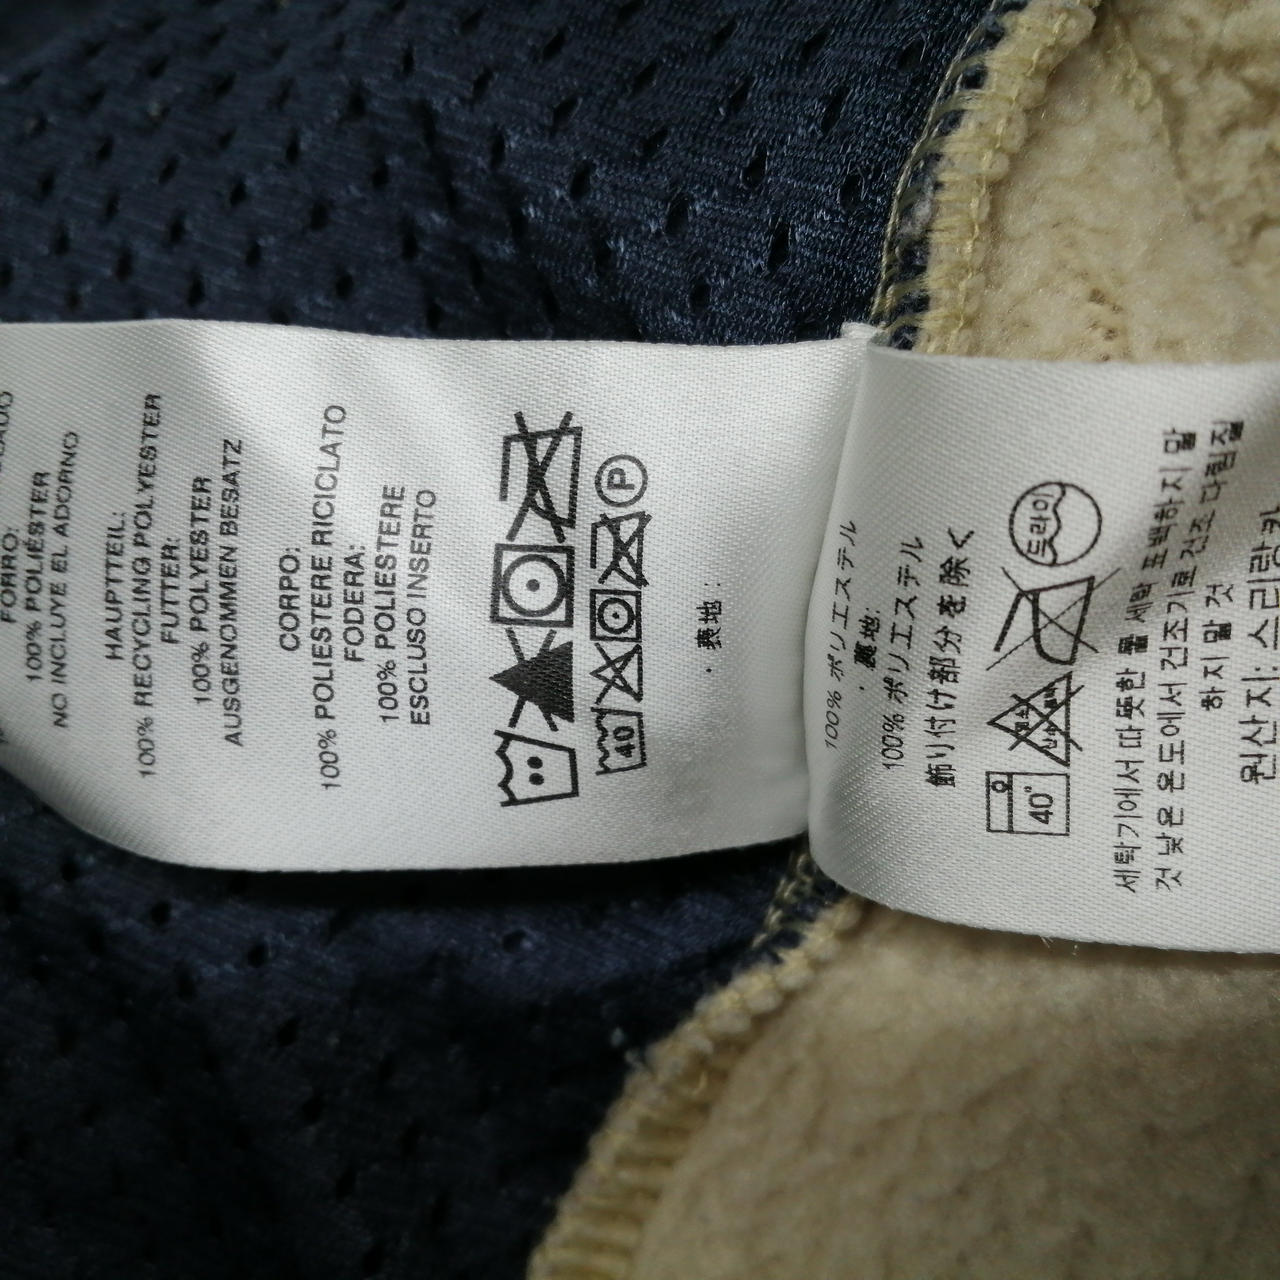 FORRO:
100% POLIÉSTER
NO INCLUYE EL ADORNO
HAUPTTEIL:
100% RECYCLING POLYESTER
FUTTER:
100% POLYESTER
AUSGENOMMEN BESATZ
CORPO:
100% POLIESTERE RICICLATO
FODERA:
100% POLIESTERE
ESCLUSO INSERTO
40
P
100% ポリエステル
裏地:
100% ポリエステル
飾り付け部分を除く
40°
드라이
세탁기에서 따뜻한 물 세탁 표백하지 말
것 낮은 온도에서 건조기로 건조 다림질
하지 말 것
원산지: 스리랑카